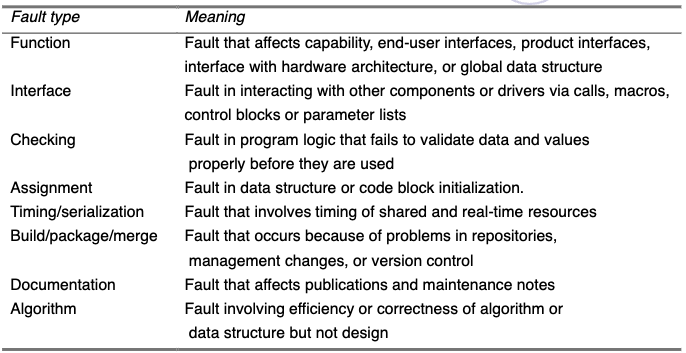 Fault type Meaning
Function Fault that affects capability, end-user interfaces, product interfaces,
interface with hardware architecture, or global data structure
Interface Fault in interacting with other components or drivers via calls, macros,
control blocks or parameter lists
Checking Fault in program logic that fails to validate data and values
properly before they are used
Assignment Fault in data structure or code block initialization.
Timing/serialization Fault that involves timing of shared and real-time resources
Build/package/merge Fault that occurs because of problems in repositories,
management changes, or version control
Documentation Fault that affects publications and maintenance notes
Algorithm Fault involving efficiency or correctness of algorithm or
data structure but not design